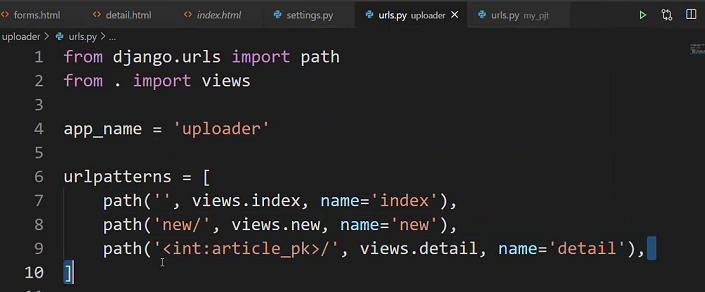 forms.html detail.html index.html settings.py urls.py uploader urls.py my_pjt
uploader > urls.py > ...
1 from django.urls import path
2 from . import views
3
4 app_name = 'uploader'
5
6 urlpatterns = [
7 path('', views.index, name='index'),
8 path('new/', views.new, name='new'),
9 path('<int:article_pk>/', views.detail, name='detail'),
10 ]